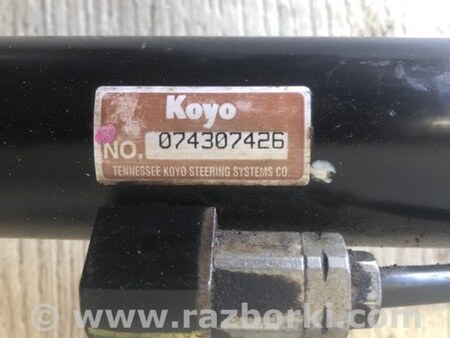 Koyo
NO. 074307426
TENNESSEE KOYO STEERING SYSTEMS CO.
© www.razborki.com